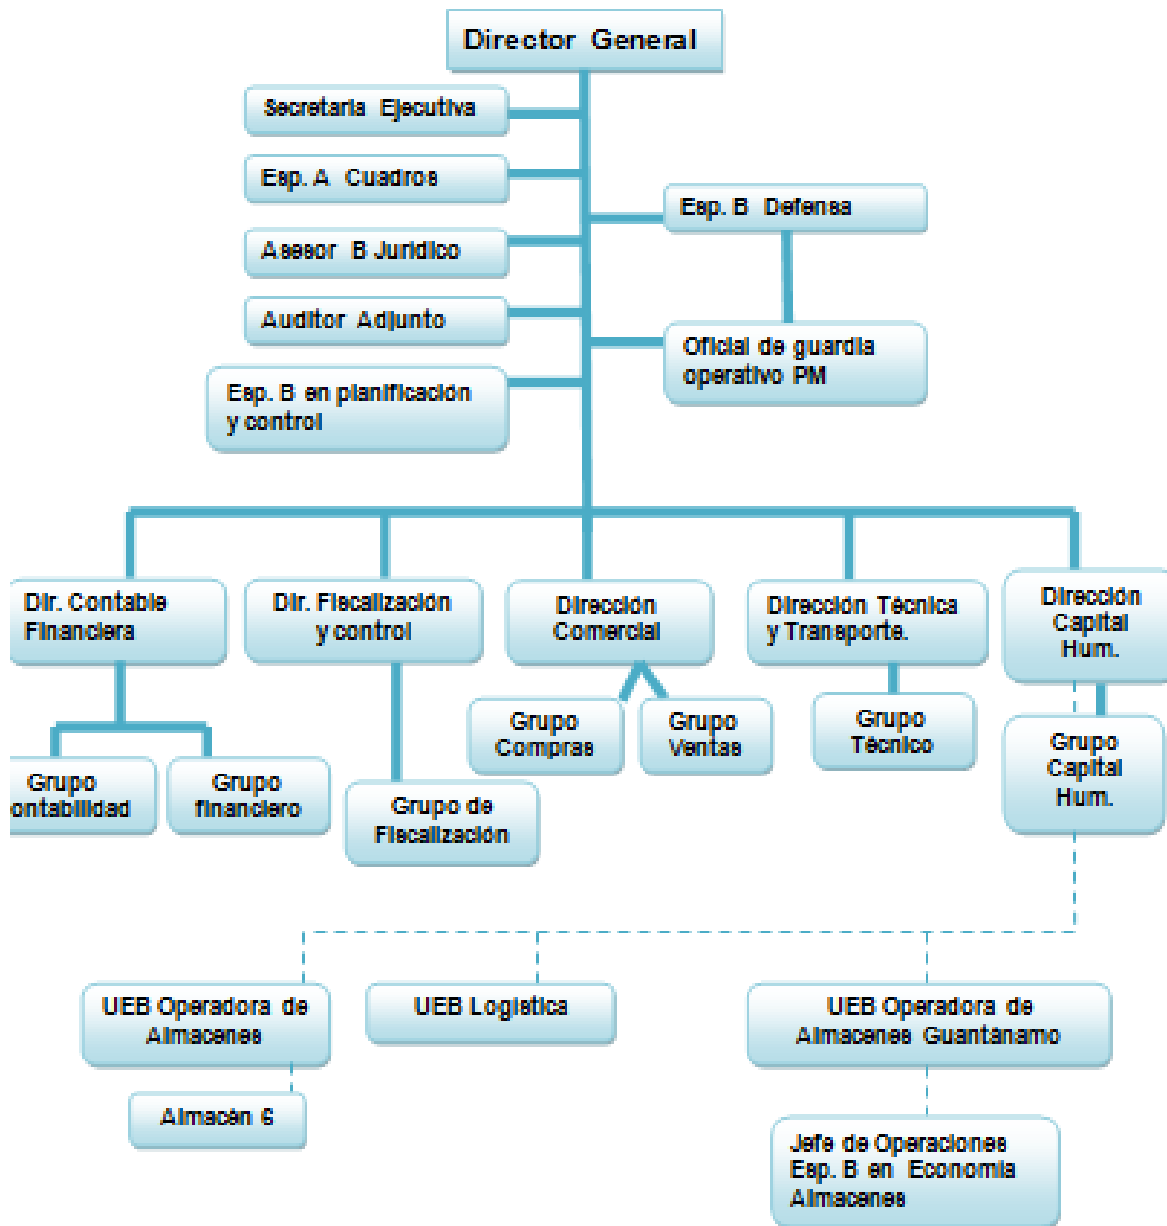 Director General
Secretaria Ejecutiva
Esp. A Cuadros
Esp. B Defensa
Asesor B Jurídico
Auditor Adjunto
Oficial de guardia
operativo PM
Esp. B en planificación
y control
Dir. Contable
Financiera
Dir. Fiscalización
y control
Dirección
Comercial
Dirección Técnica
y Transporte.
Dirección
Capital
Hum.
Grupo
ontabilidad
Grupo
financiero
Grupo de
Fiscalización
Grupo
Compras
Grupo
Ventas
Grupo
Técnico
Grupo
Capital
Hum.
UEB Operadora de
Almacenes
UEB Logística
UEB Operadora de
Almacenes Guantánamo
Almacén 6
Jefe de Operaciones
Esp. B en Economía
Almacenes